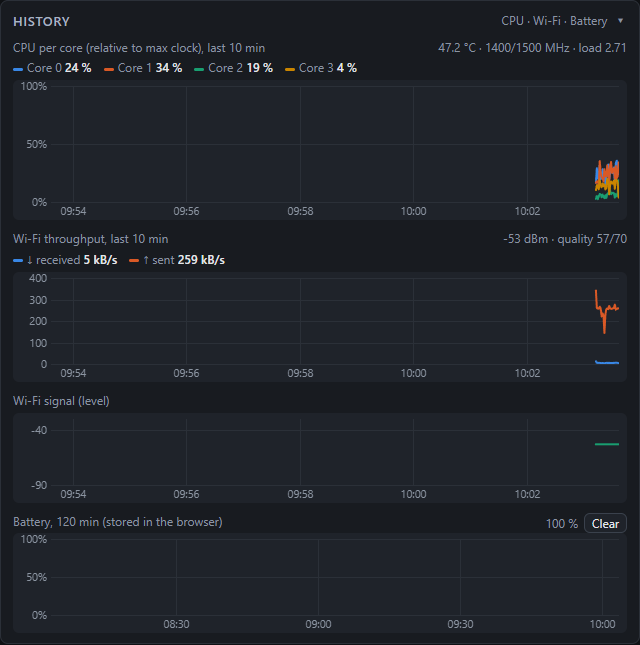 HISTORY CPU · Wi-Fi · Battery ▾
CPU per core (relative to max clock), last 10 min 47.2 °C · 1400/1500 MHz · load 2.71
Core 0 24 % Core 1 34 % Core 2 19 % Core 3 4 %
100%
50%
0%
09:54 09:56 09:58 10:00 10:02
Wi-Fi throughput, last 10 min -53 dBm · quality 57/70
↓ received 5 kB/s ↑ sent 259 kB/s
400
300
200
100
0
09:54 09:56 09:58 10:00 10:02
Wi-Fi signal (level)
-40
-90
09:54 09:56 09:58 10:00 10:02
Battery, 120 min (stored in the browser) 100 % Clear
100%
50%
0%
08:30 09:00 09:30 10:00